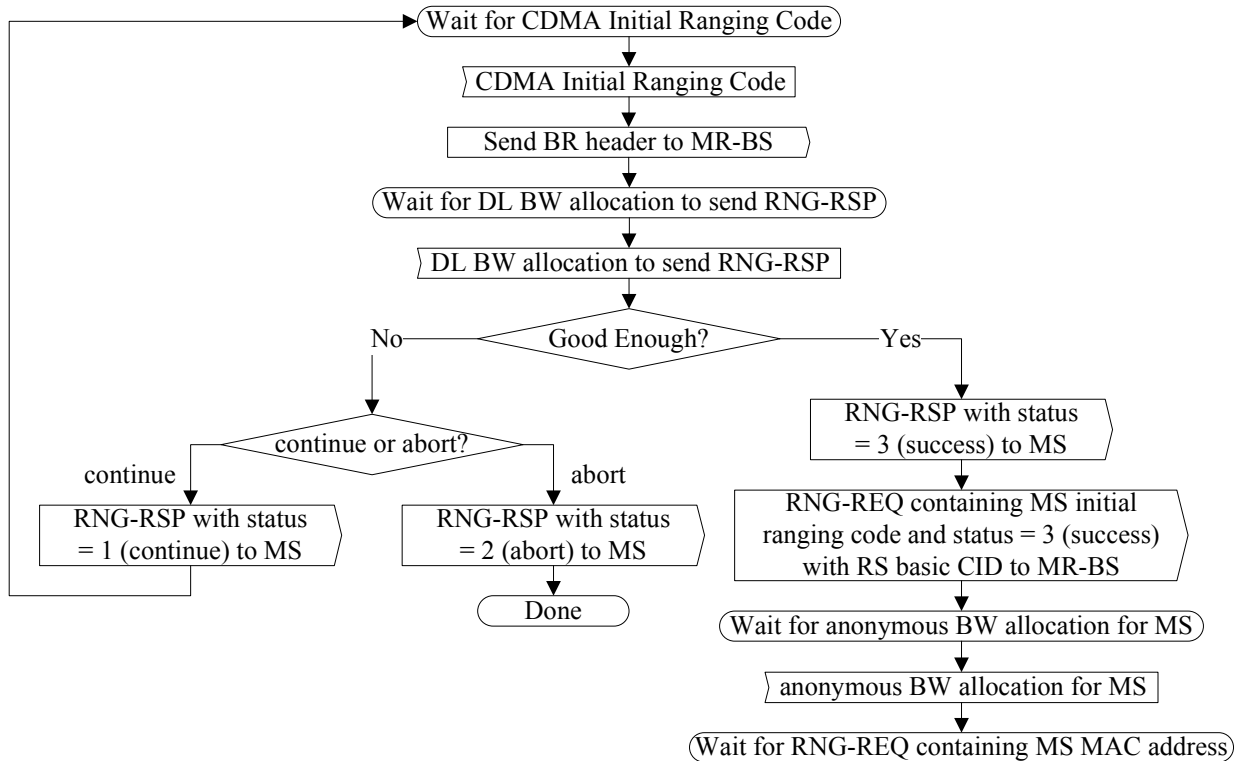 Wait for CDMA Initial Ranging Code
CDMA Initial Ranging Code
Send BR header to MR-BS
Wait for DL BW allocation to send RNG-RSP
DL BW allocation to send RNG-RSP
Good Enough?
No
Yes
continue or abort?
continue
abort
RNG-RSP with status
= 1 (continue) to MS
RNG-RSP with status
= 2 (abort) to MS
Done
RNG-RSP with status
= 3 (success) to MS
RNG-REQ containing MS initial
ranging code and status = 3 (success)
with RS basic CID to MR-BS
Wait for anonymous BW allocation for MS
anonymous BW allocation for MS
Wait for RNG-REQ containing MS MAC address